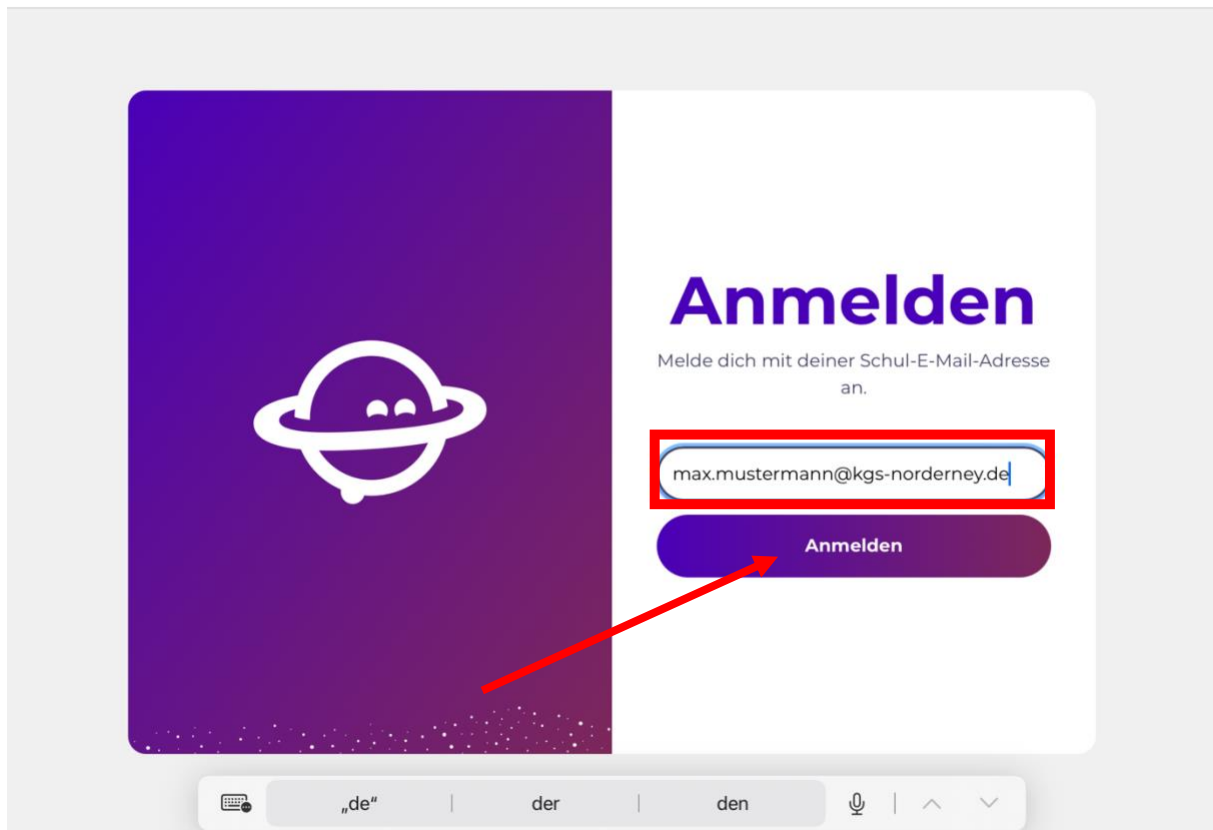 Anmelden
Melde dich mit deiner Schul-E-Mail-Adresse
an.
max.mustermann@kgs-norderney.de
Anmelden
„de“ der den